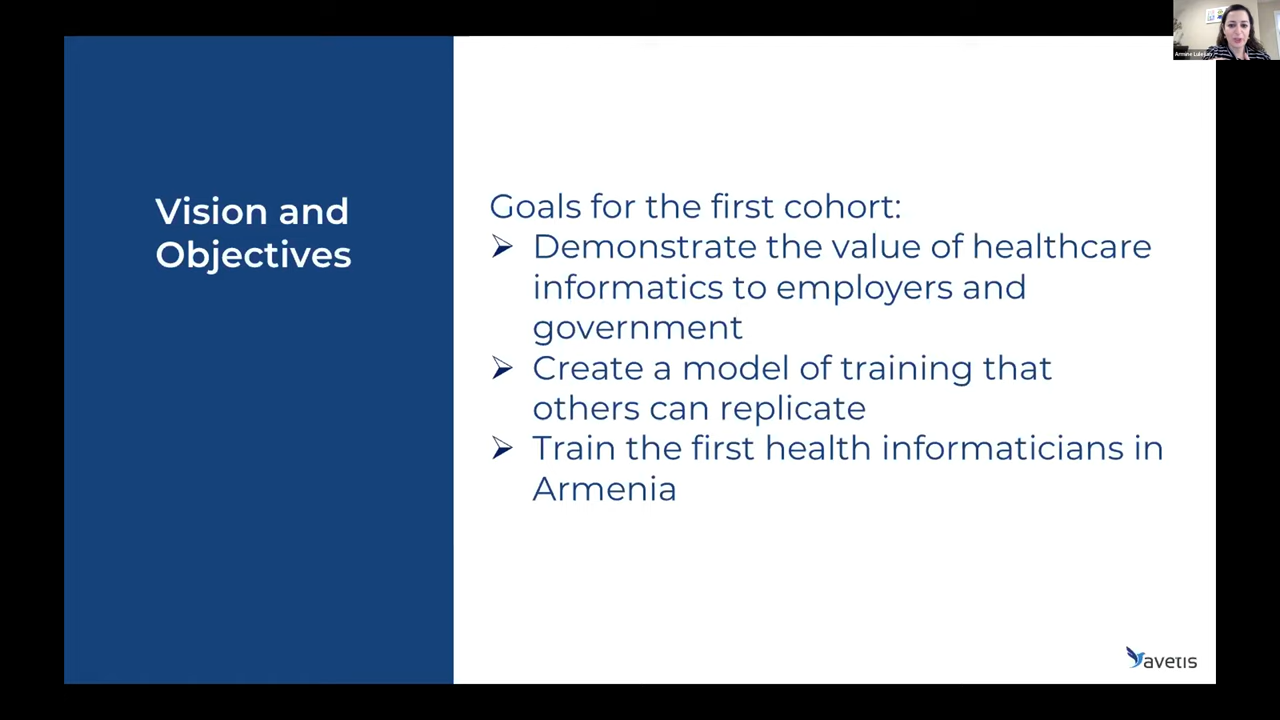 Vision and
Objectives
Goals for the first cohort:
➢ Demonstrate the value of healthcare
informatics to employers and
government
➢ Create a model of training that
others can replicate
➢ Train the first health informaticians in
Armenia
avetis